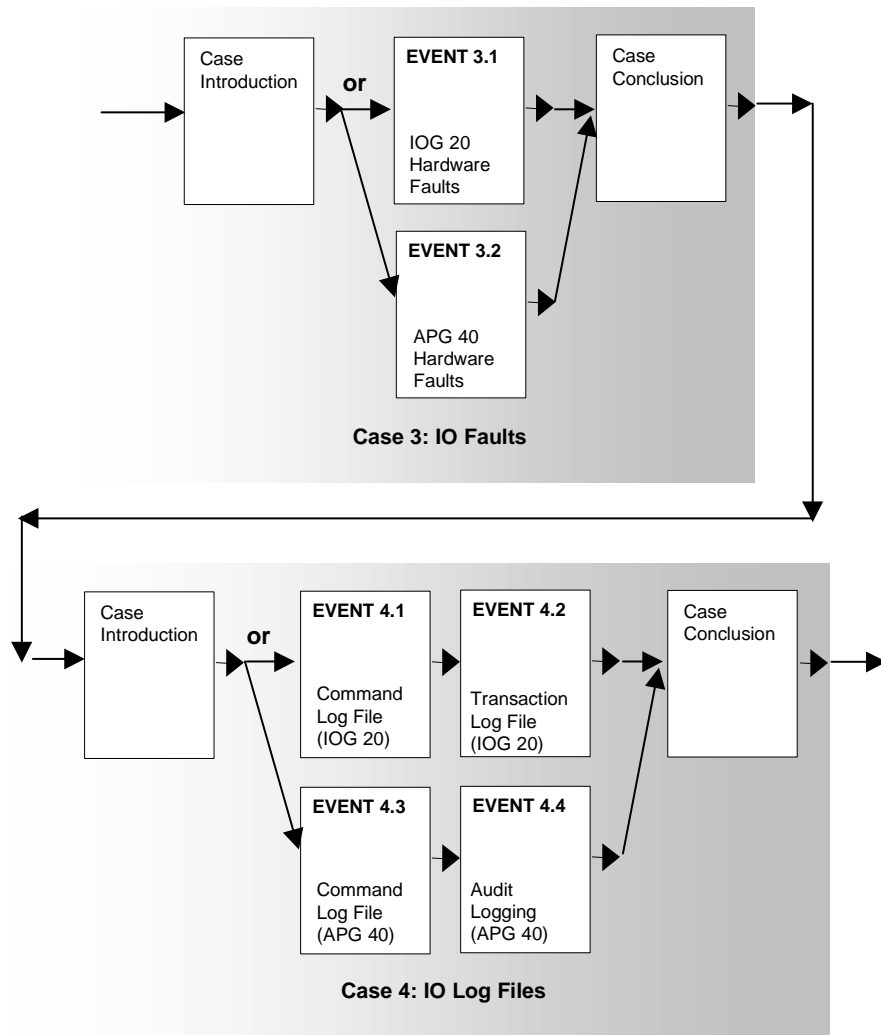 Case
Introduction
or
EVENT 3.1
IOG 20
Hardware
Faults
Case
Conclusion
EVENT 3.2
APG 40
Hardware
Faults
Case 3: IO Faults
Case
Introduction
or
EVENT 4.1
Command
Log File
(IOG 20)
EVENT 4.2
Transaction
Log File
(IOG 20)
Case
Conclusion
EVENT 4.3
Command
Log File
(APG 40)
EVENT 4.4
Audit
Logging
(APG 40)
Case 4: IO Log Files